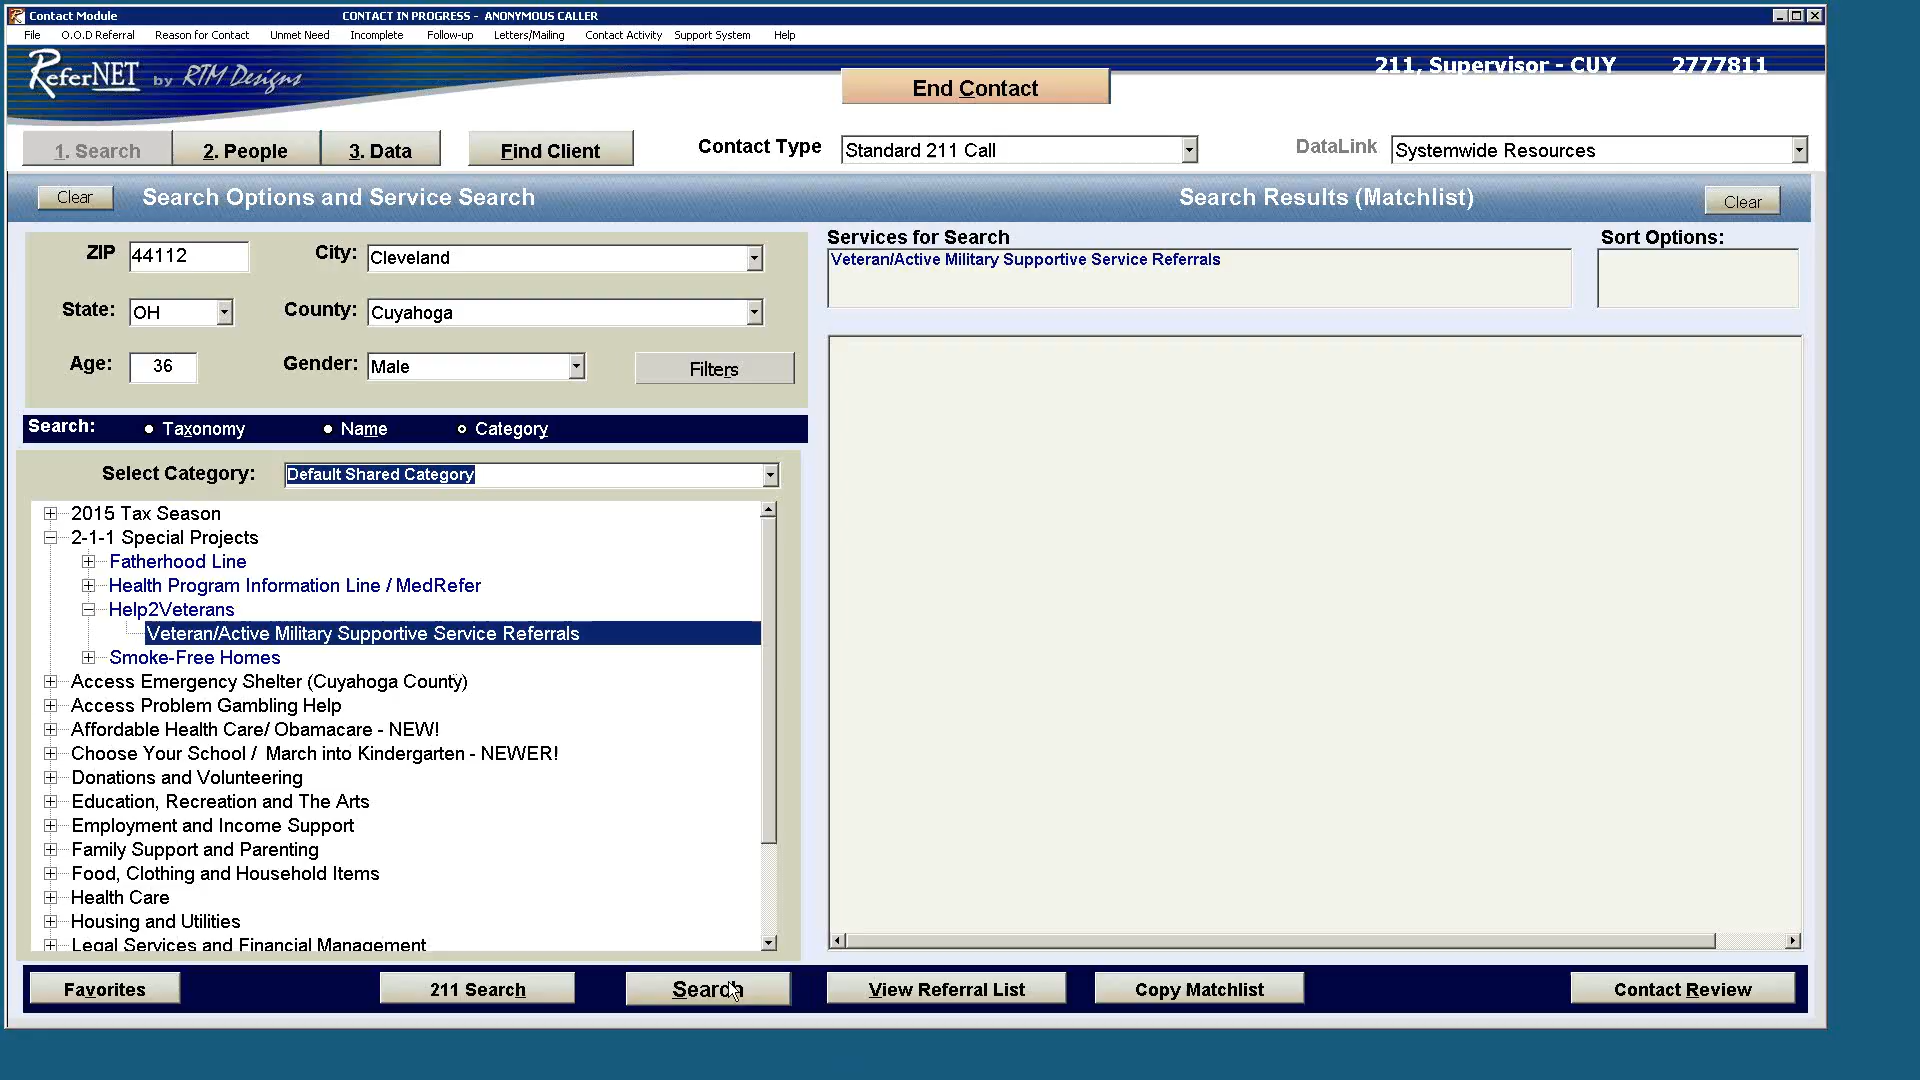 Contact Module
CONTACT IN PROGRESS - ANONYMOUS CALLER
File O.O.D Referral Reason for Contact Unmet Need Incomplete Follow-up Letters/Mailing Contact Activity Support System Help
ReferNET by RTM Designs
211, Supervisor - CUY 2777811
End Contact
1. Search 2. People 3. Data Find Client
Contact Type Standard 211 Call
DataLink Systemwide Resources
Clear Search Options and Service Search
Search Results (Matchlist) Clear
ZIP 44112 City: Cleveland
State: OH County: Cuyahoga
Age: 36 Gender: Male Filters
Services for Search
Veteran/Active Military Supportive Service Referrals
Sort Options:
Search: Taxonomy Name Category
Select Category: Default Shared Category
2015 Tax Season
2-1-1 Special Projects
Fatherhood Line
Health Program Information Line / MedRefer
Help2Veterans
Veteran/Active Military Supportive Service Referrals
Smoke-Free Homes
Access Emergency Shelter (Cuyahoga County)
Access Problem Gambling Help
Affordable Health Care/ Obamacare - NEW!
Choose Your School / March into Kindergarten - NEWER!
Donations and Volunteering
Education, Recreation and The Arts
Employment and Income Support
Family Support and Parenting
Food, Clothing and Household Items
Health Care
Housing and Utilities
Legal Services and Financial Management
Favorites 211 Search Search View Referral List Copy Matchlist Contact Review